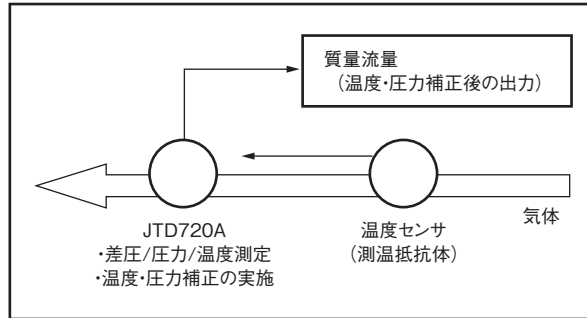 質量流量
（温度・圧力補正後の出力）
気体
JTD720A
・差圧/圧力/温度測定
・温度・圧力補正の実施
温度センサ
（測温抵抗体）